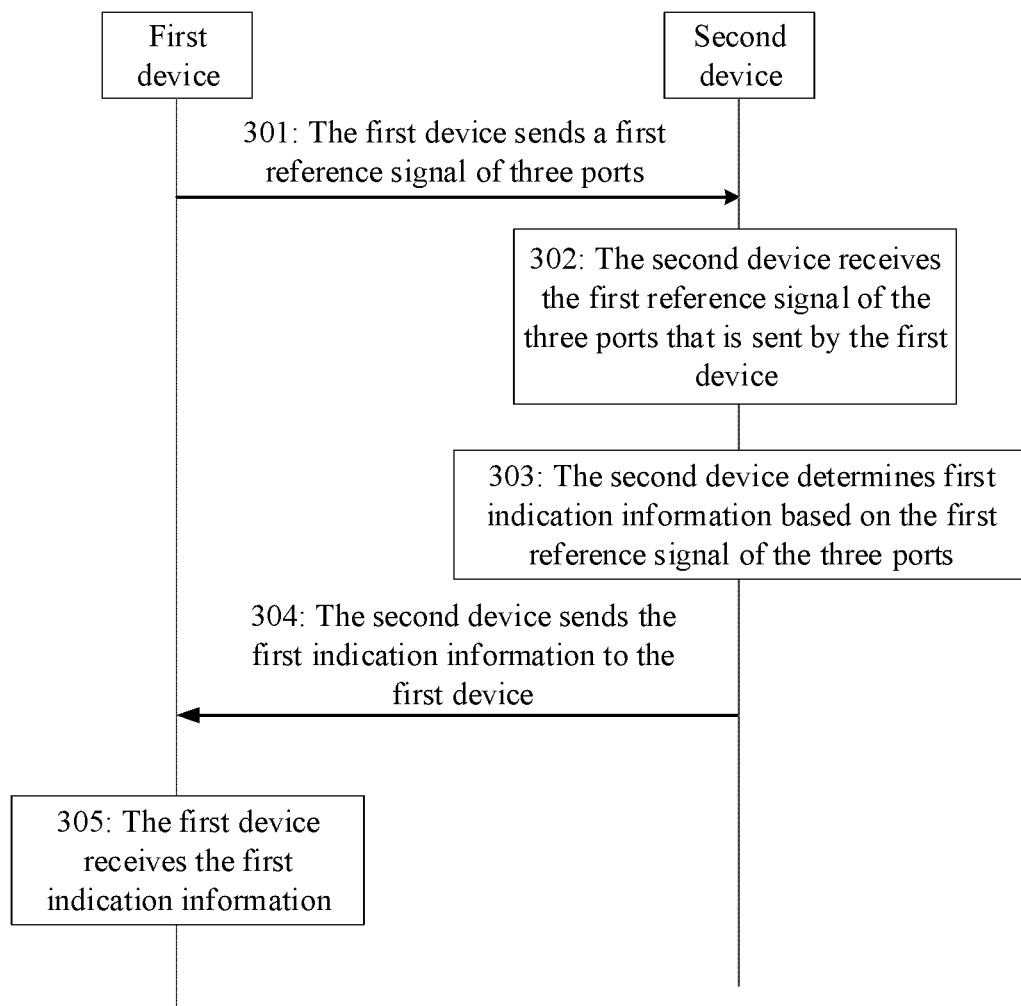 First
device
Second
device
301: The first device sends a first
reference signal of three ports
302: The second device receives
the first reference signal of the
three ports that is sent by the first
device
303: The second device determines first
indication information based on the first
reference signal of the three ports
304: The second device sends the
first indication information to the
first device
305: The first device
receives the first
indication information